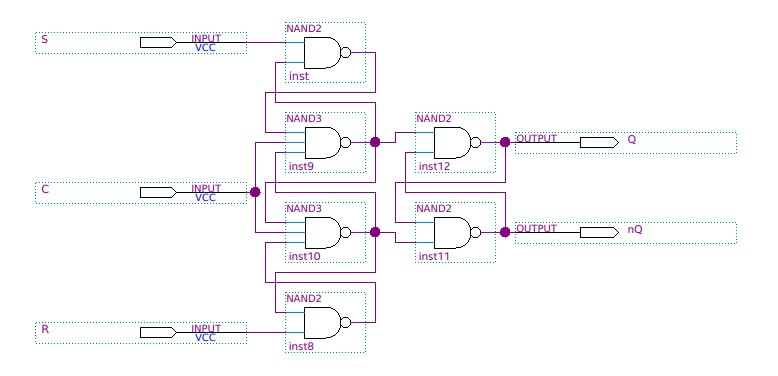 NAND2
S
INPUT
VCC
inst
NAND3
NAND2
OUTPUT
Q
inst9
inst12
C
INPUT
VCC
NAND3
NAND2
OUTPUT
nQ
inst10
inst11
NAND2
R
INPUT
VCC
inst8